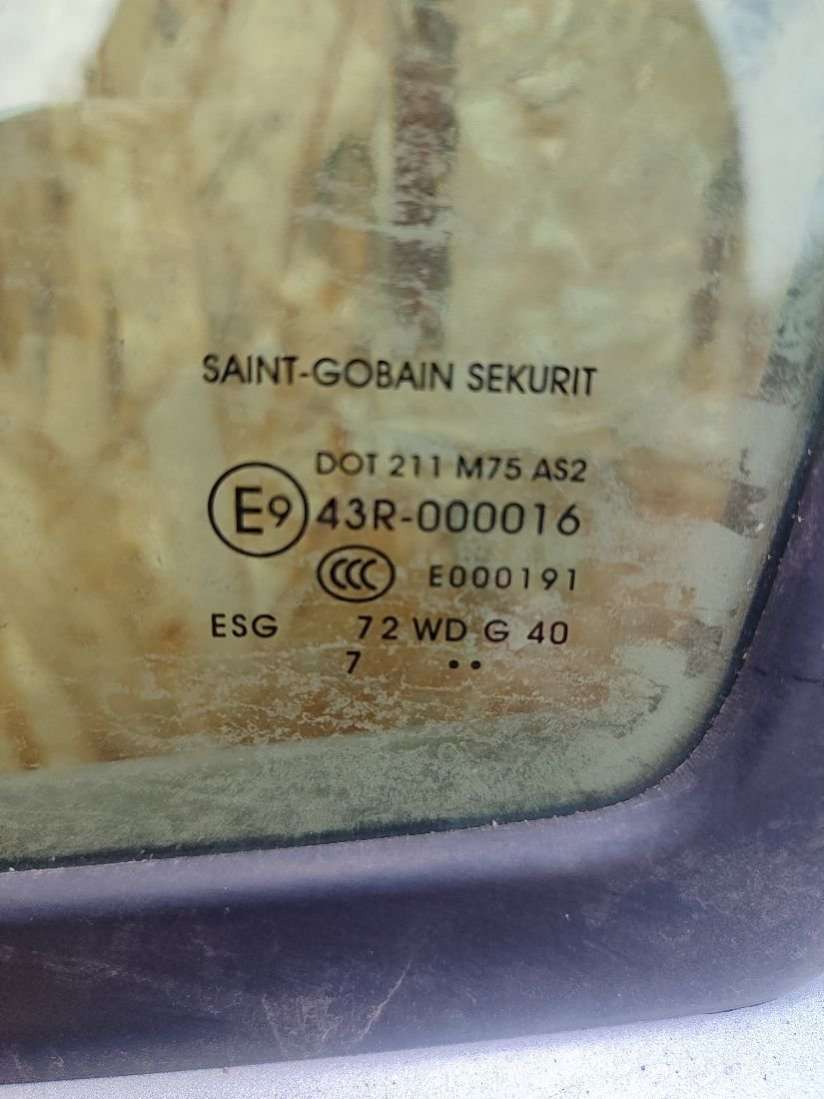 SAINT-GOBAIN SEKURIT
DOT 211 M75 AS2
E9 43R-000016
CCC E000191
ESG 72 WD G 40
7 ••